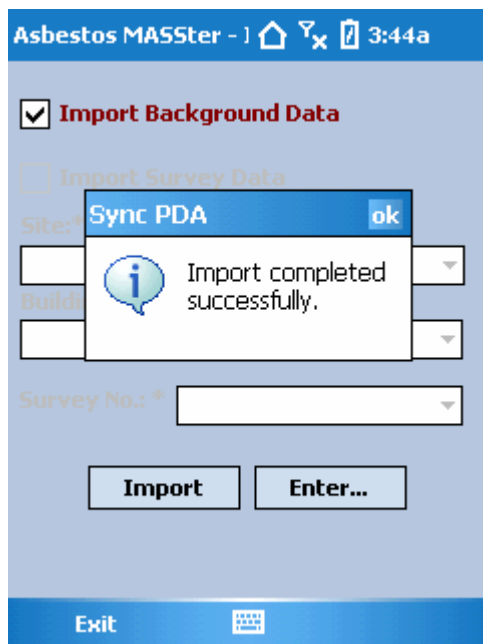 Asbestos MASSter - I 3:44a
Import Background Data
Import Survey Data
Sync PDA ok
Site:*
Import completed
successfully.
Survey No.: *
Import Enter...
Exit